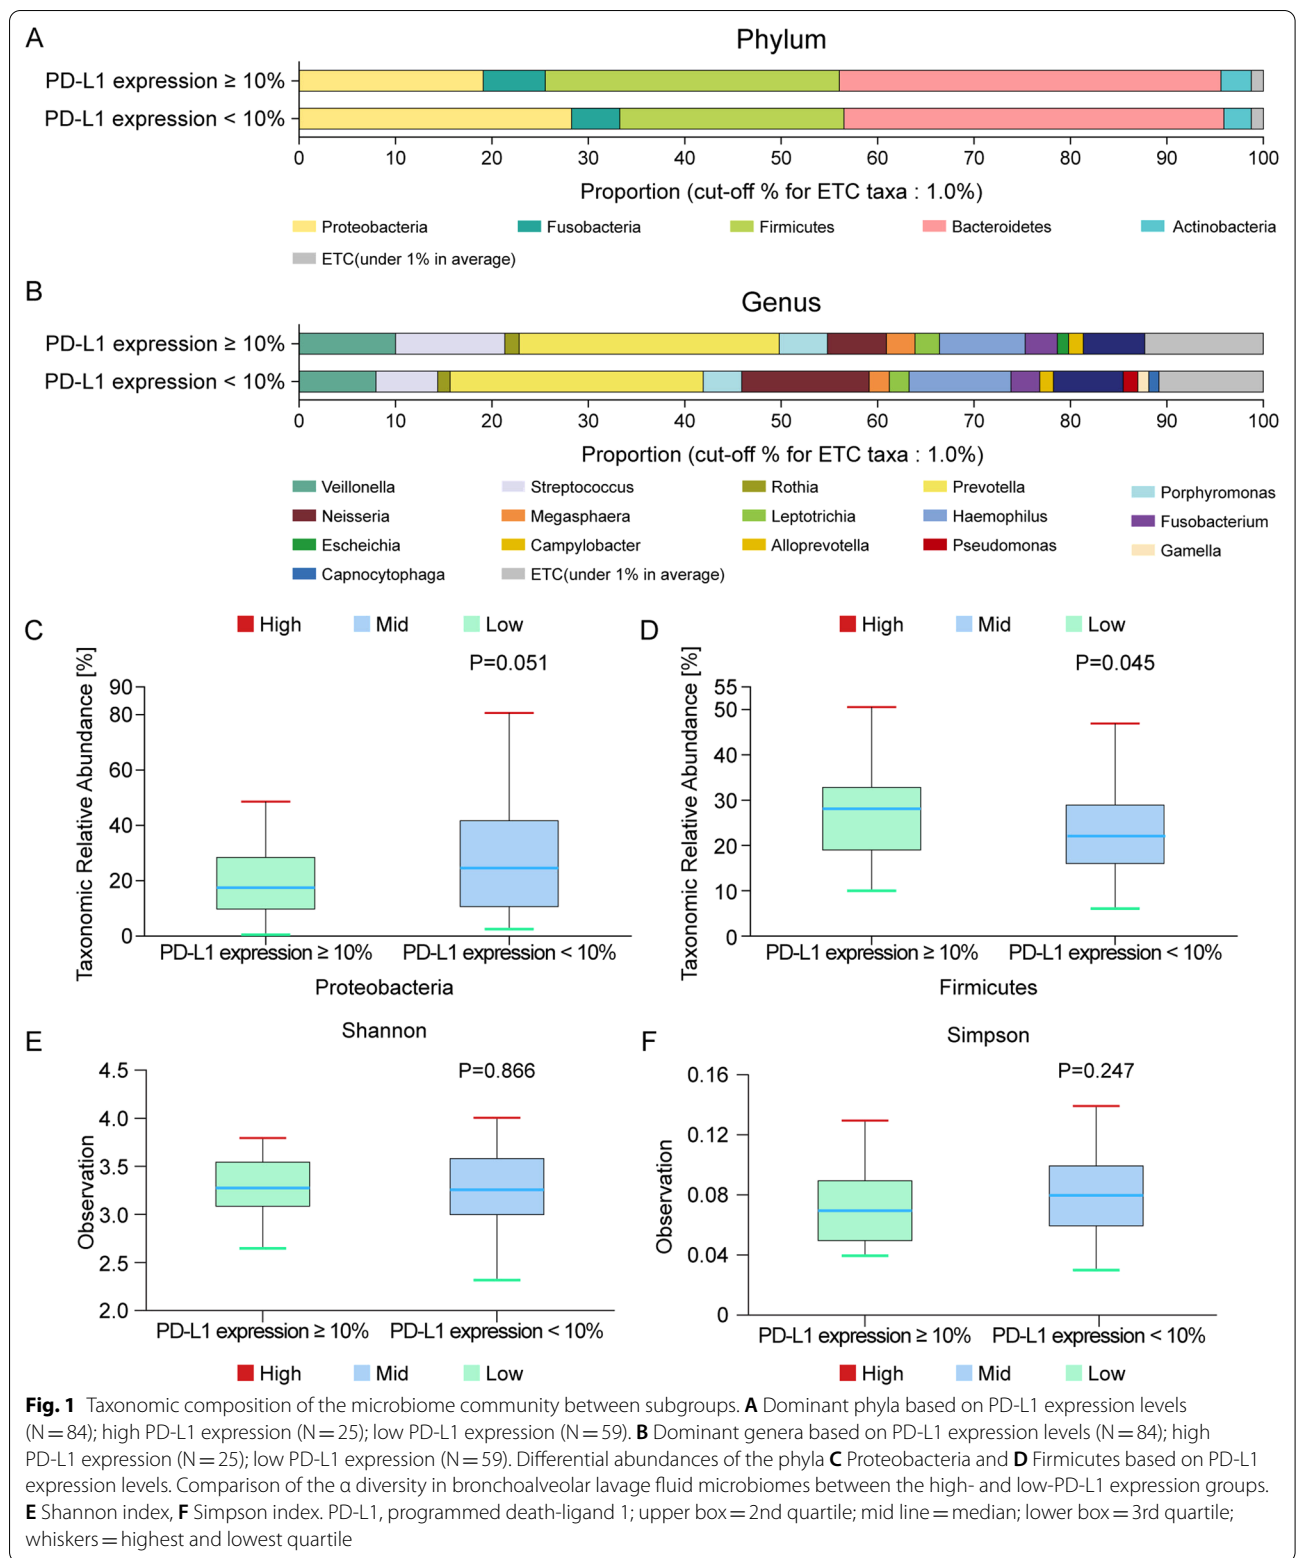 A
Phylum
PD-L1 expression ≥ 10%
PD-L1 expression < 10%
0 10 20 30 40 50 60 70 80 90 100
Proportion (cut-off % for ETC taxa : 1.0%)
Proteobacteria Fusobacteria Firmicutes Bacteroidetes Actinobacteria
ETC(under 1% in average)
B
Genus
PD-L1 expression ≥ 10%
PD-L1 expression < 10%
0 10 20 30 40 50 60 70 80 90 100
Proportion (cut-off % for ETC taxa : 1.0%)
Veillonella Streptococcus Rothia Prevotella Porphyromonas
Neisseria Megasphaera Leptotrichia Haemophilus Fusobacterium
Escheichia Campylobacter Alloprevotella Pseudomonas Gamella
Capnocytophaga ETC(under 1% in average)
C
High Mid Low
P=0.051
Taxonomic Relative Abundance [%]
90
80
60
40
20
0
PD-L1 expression ≥ 10% PD-L1 expression < 10%
Proteobacteria
D
High Mid Low
P=0.045
Taxonomic Relative Abundance [%]
55
50
40
30
20
10
0
PD-L1 expression ≥ 10% PD-L1 expression < 10%
Firmicutes
E
Shannon
P=0.866
Observation
4.5
4.0
3.5
3.0
2.5
2.0
PD-L1 expression ≥ 10% PD-L1 expression < 10%
High Mid Low
F
Simpson
P=0.247
Observation
0.16
0.12
0.08
0.04
0
PD-L1 expression ≥ 10% PD-L1 expression < 10%
High Mid Low
Fig. 1 Taxonomic composition of the microbiome community between subgroups. A Dominant phyla based on PD-L1 expression levels
(N = 84); high PD-L1 expression (N = 25); low PD-L1 expression (N = 59). B Dominant genera based on PD-L1 expression levels (N = 84); high
PD-L1 expression (N = 25); low PD-L1 expression (N = 59). Differential abundances of the phyla C Proteobacteria and D Firmicutes based on PD-L1
expression levels. Comparison of the α diversity in bronchoalveolar lavage fluid microbiomes between the high- and low-PD-L1 expression groups.
E Shannon index, F Simpson index. PD-L1, programmed death-ligand 1; upper box = 2nd quartile; mid line = median; lower box = 3rd quartile;
whiskers = highest and lowest quartile